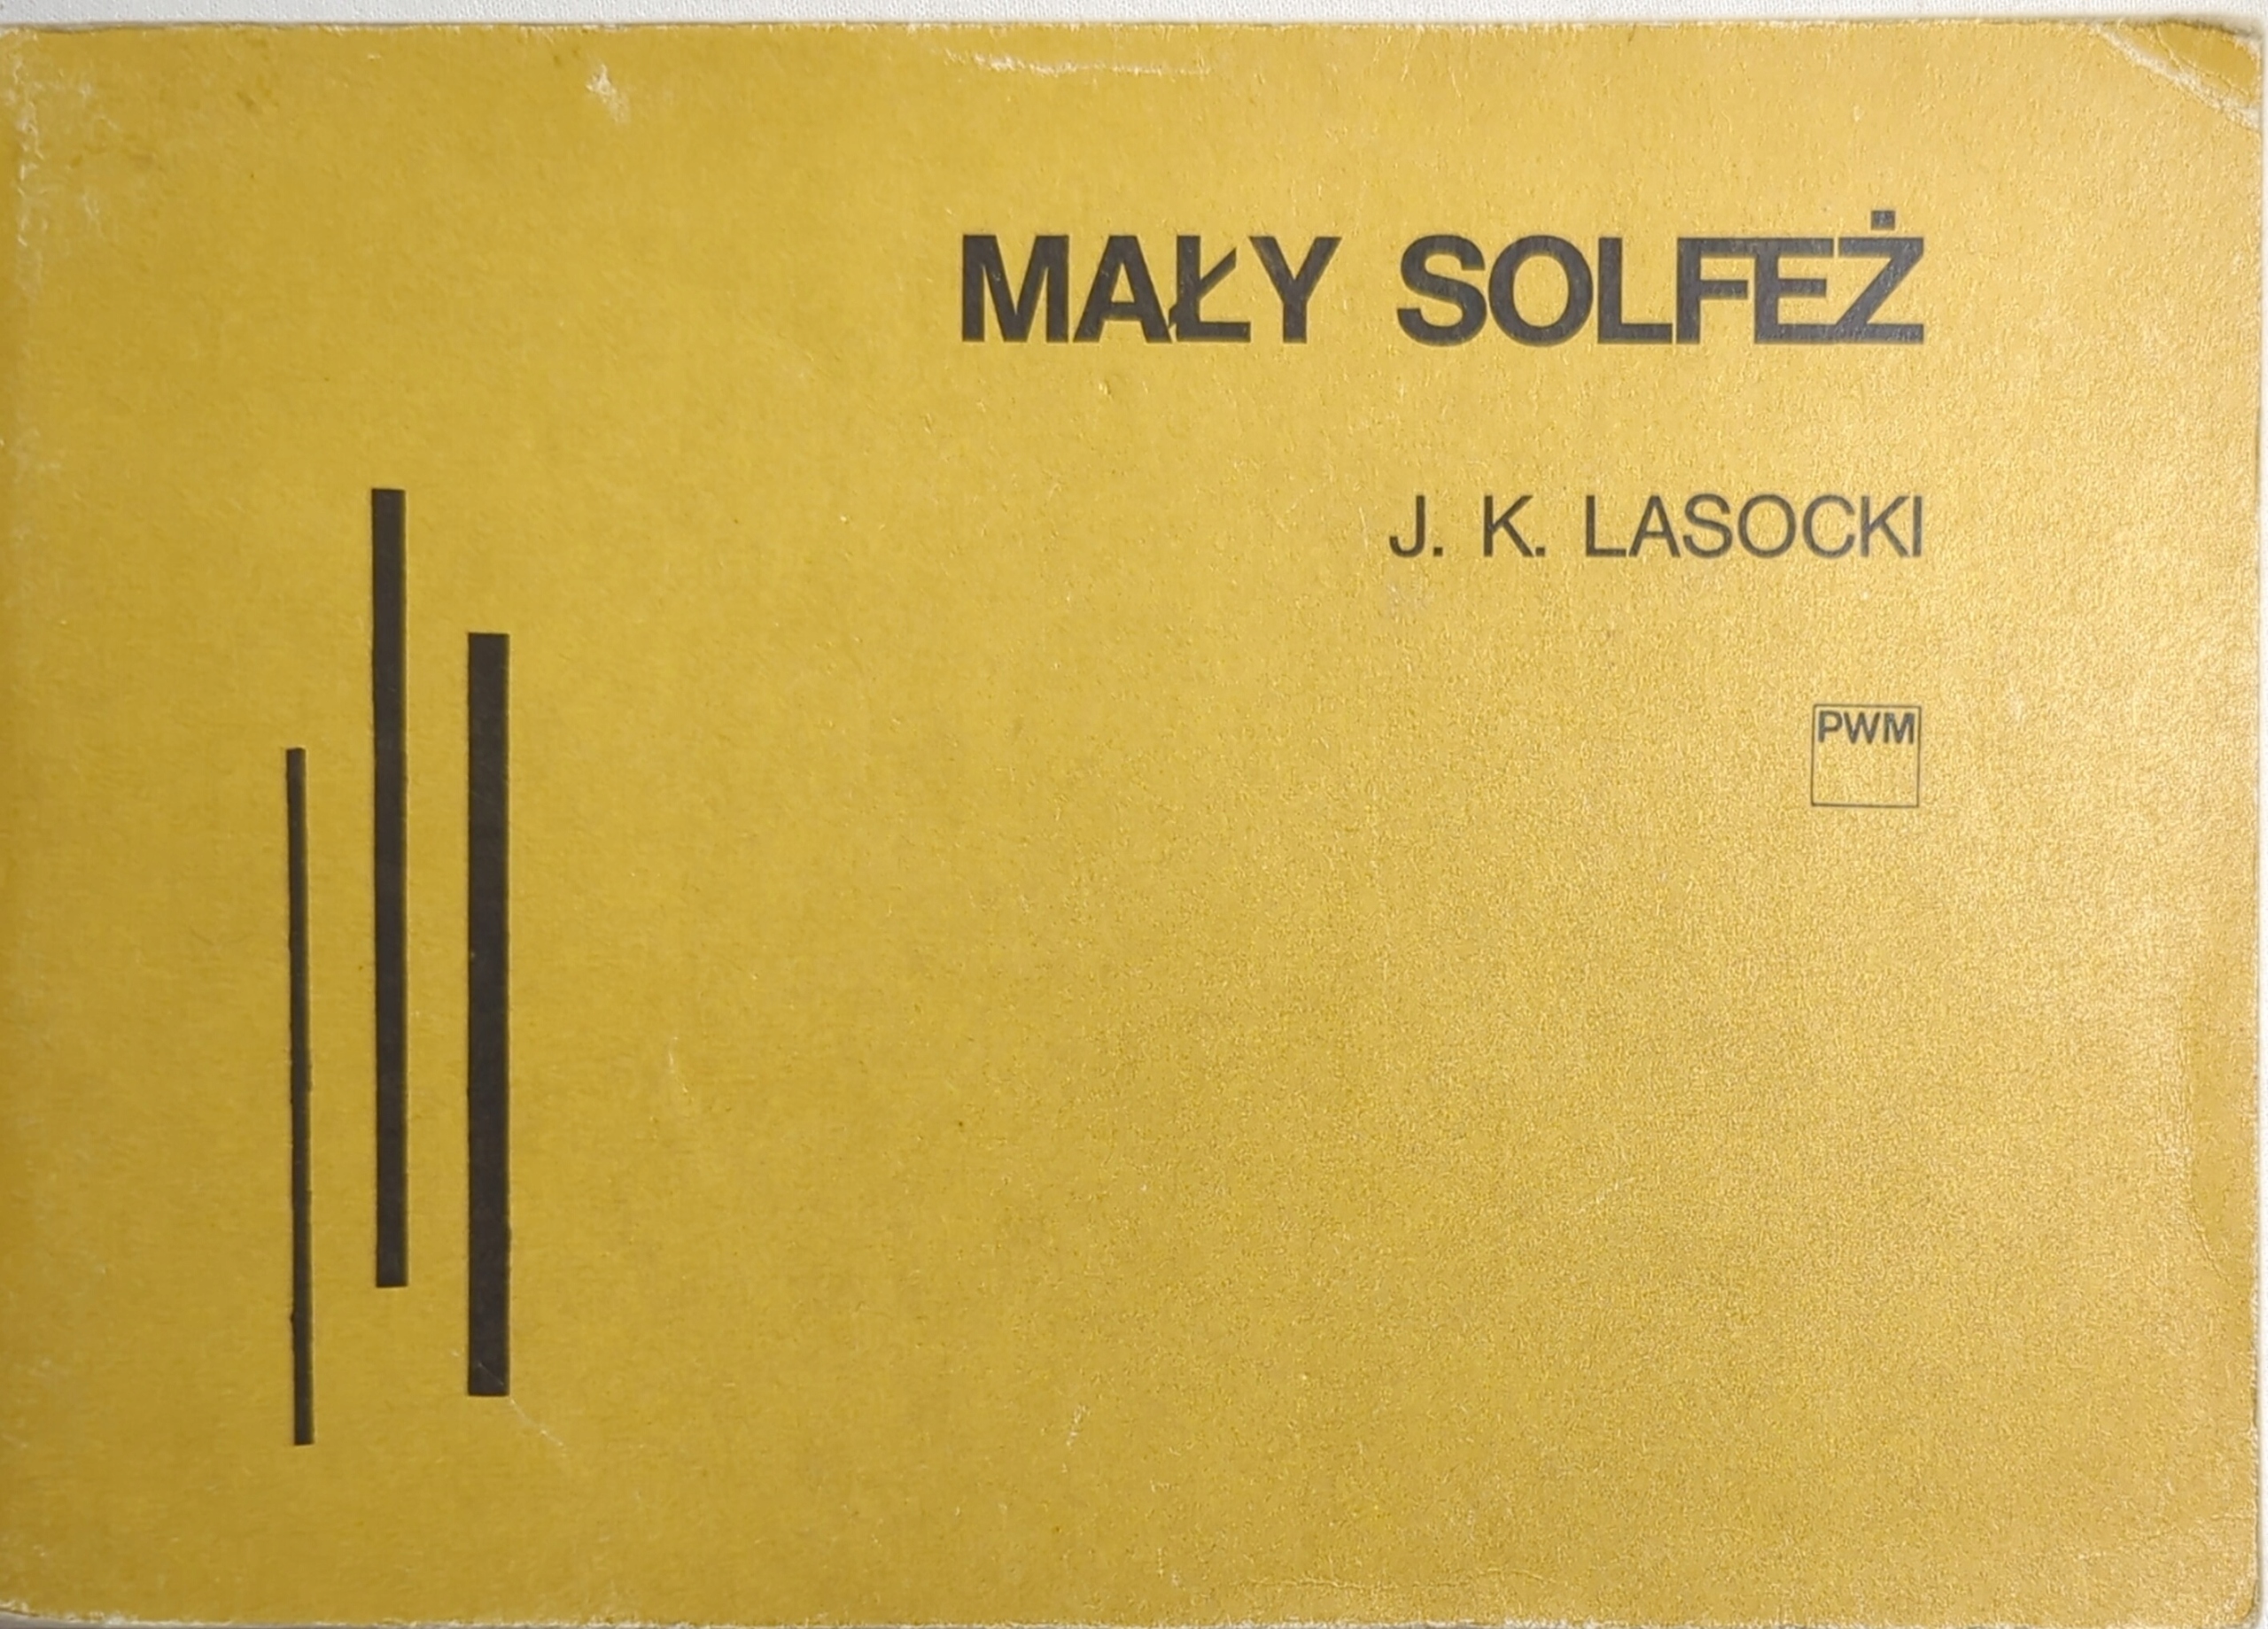 MAŁY SOLFEŻ
J. K. LASOCKI
PWM